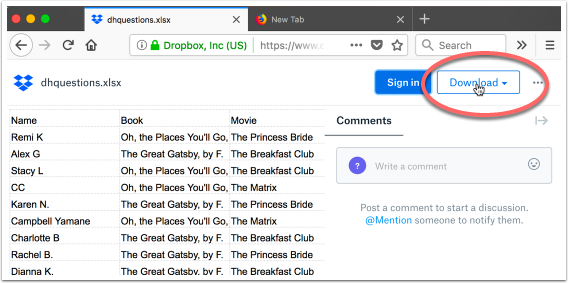 dhquestions.xlsx
New Tab
Dropbox, Inc (US)
https://www.
Search
dhquestions.xlsx
Sign in
Download
Name Book Movie
Remi K Oh, the Places You'll Go, The Princess Bride
Alex G The Great Gatsby, by F. The Breakfast Club
Stacy L Oh, the Places You'll Go, The Breakfast Club
CC Oh, the Places You'll Go, The Matrix
Karen N. The Great Gatsby, by F. The Princess Bride
Campbell Yamane Oh, the Places You'll Go, The Matrix
Charlotte B The Great Gatsby, by F. The Breakfast Club
Rachel B. The Great Gatsby, by F. The Princess Bride
Dianna K. The Great Gatsby, by F. The Breakfast Club
Comments
?
Write a comment
Post a comment to start a discussion.
@Mention someone to notify them.